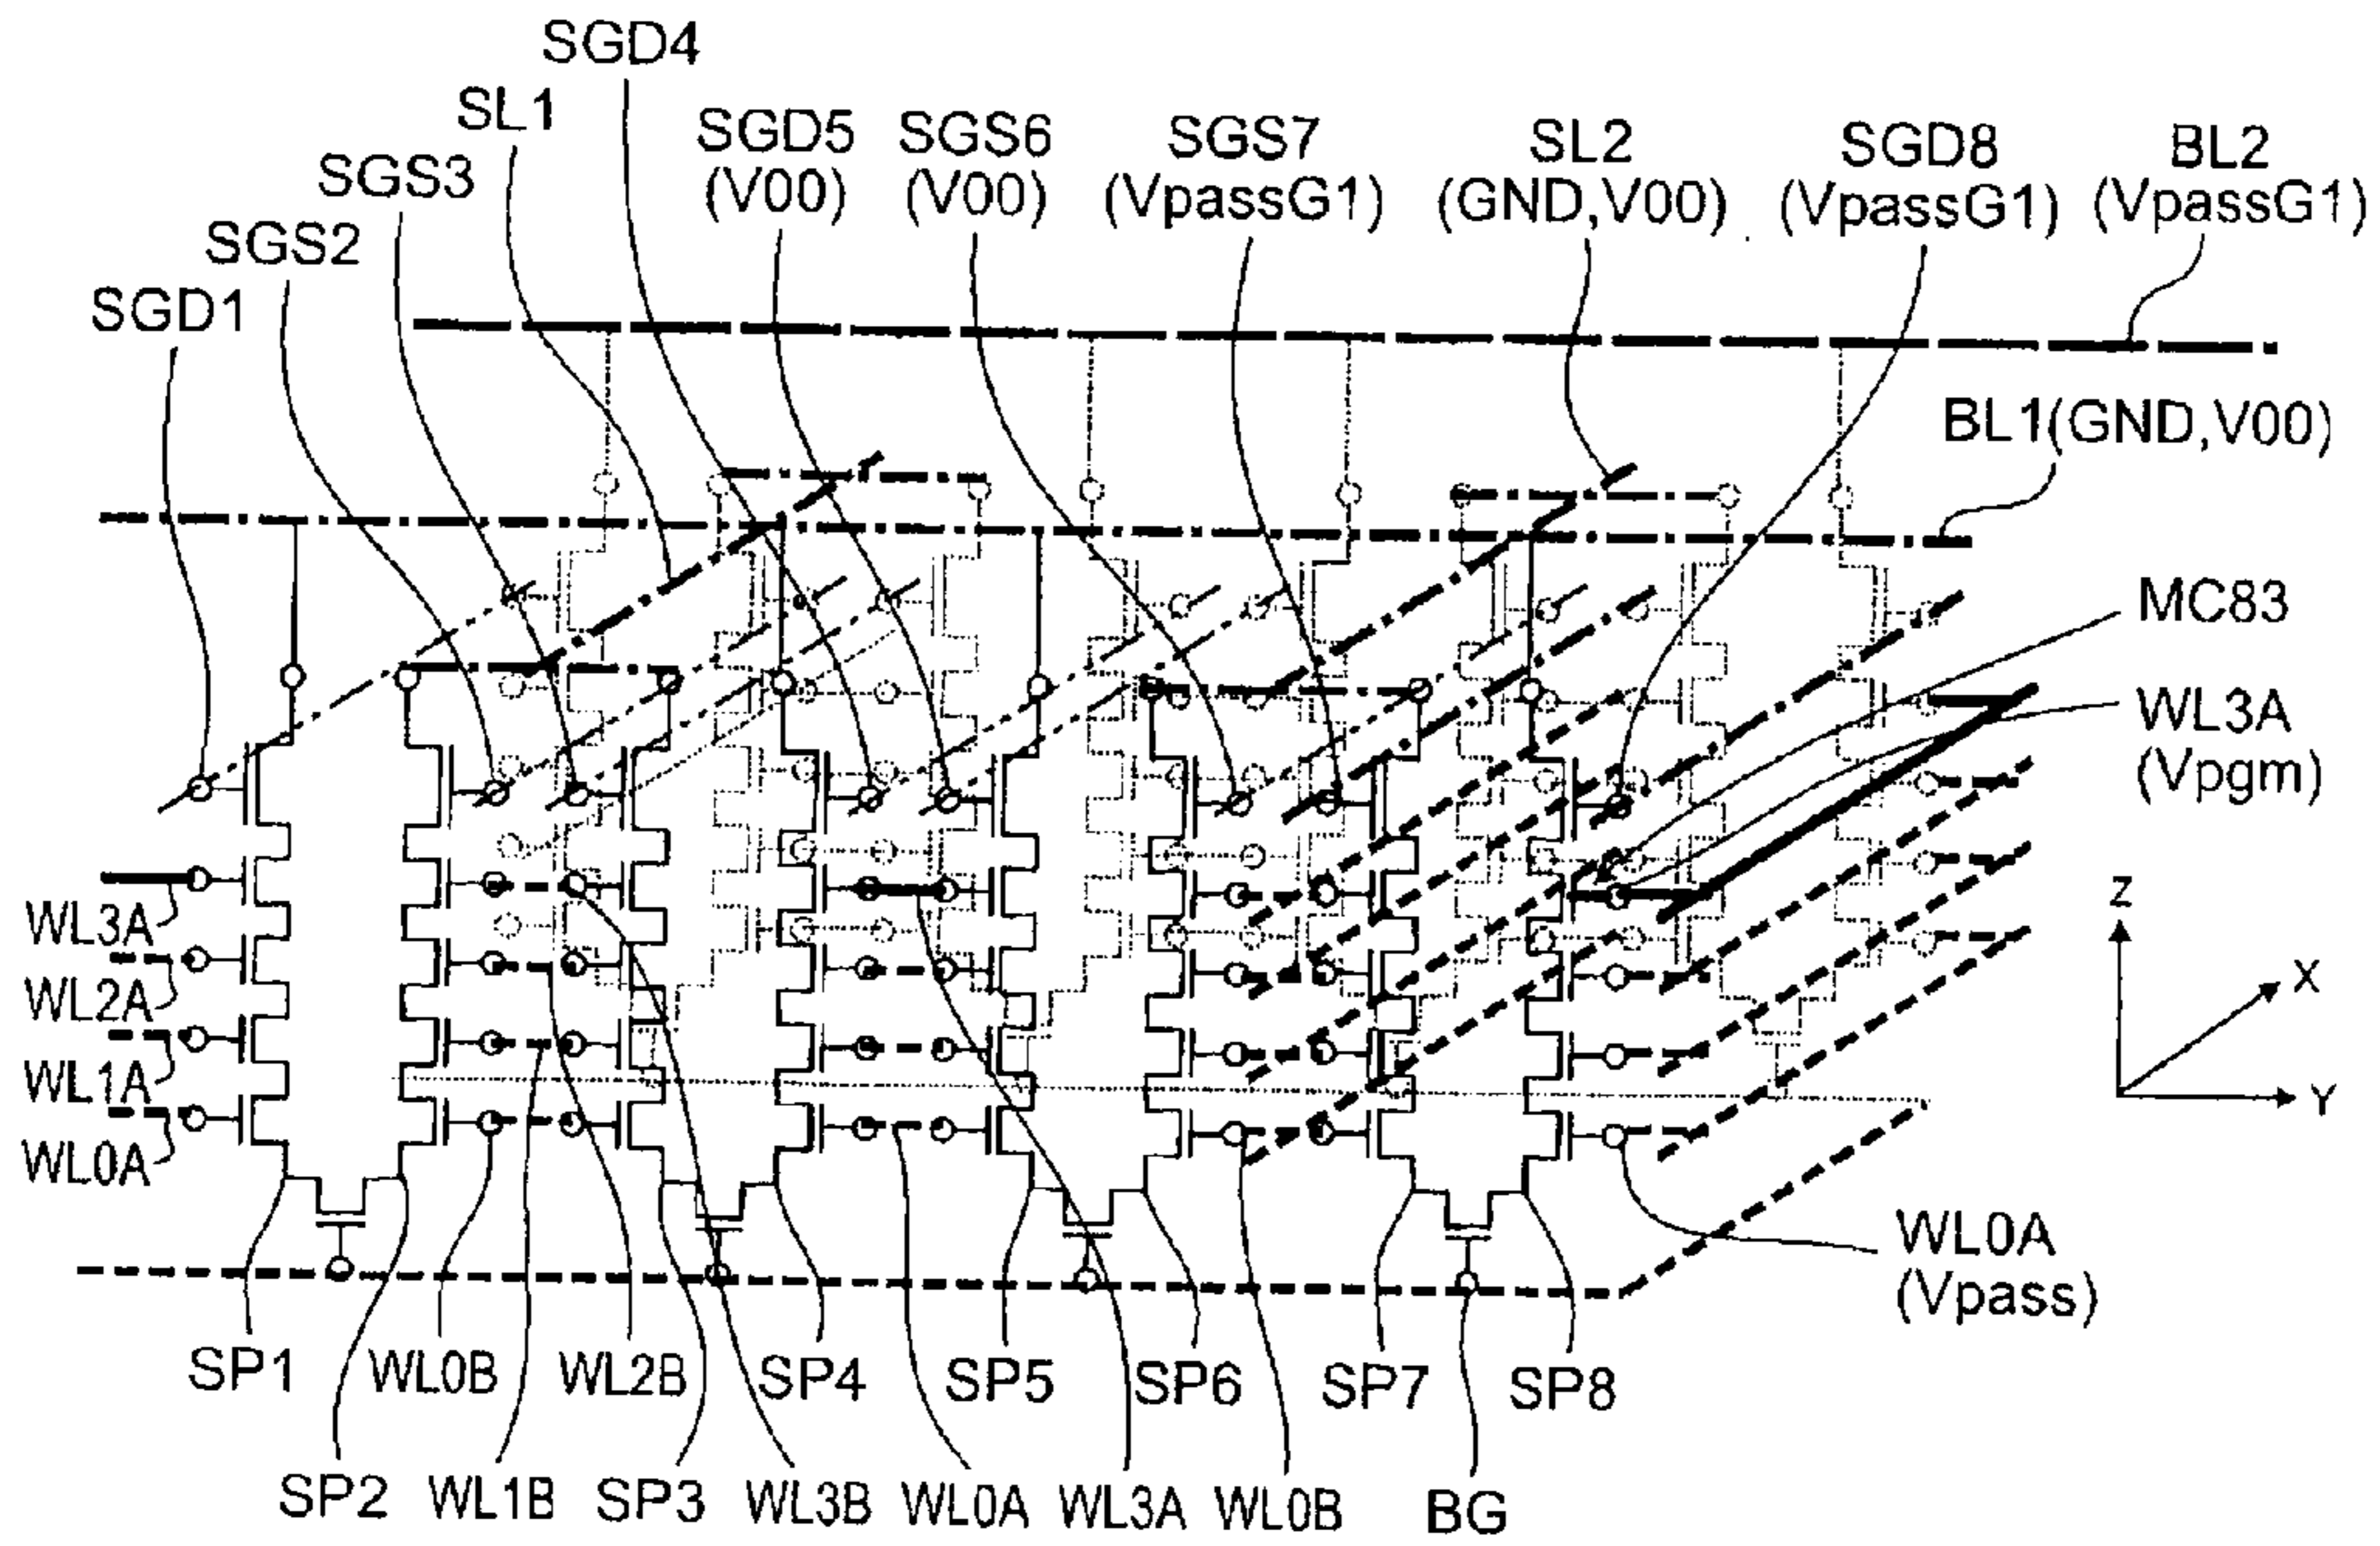 SGD4
SL1
SGD5
(V00)
SGS6
(V00)
SGS7
(VpassG1)
SL2
(GND,V00)
SGD8
(VpassG1)
BL2
(VpassG1)
SGS3
SGS2
SGD1
BL1(GND,V00)
MC83
WL3A
(Vpgm)
WL3A
WL2A
WL1A
WL0A
Z
X
Y
WL0A
(Vpass)
SP1
WL0B
WL2B
SP4
SP5
SP6
SP7
SP8
SP2
WL1B
SP3
WL3B
WL0A
WL3A
WL0B
BG